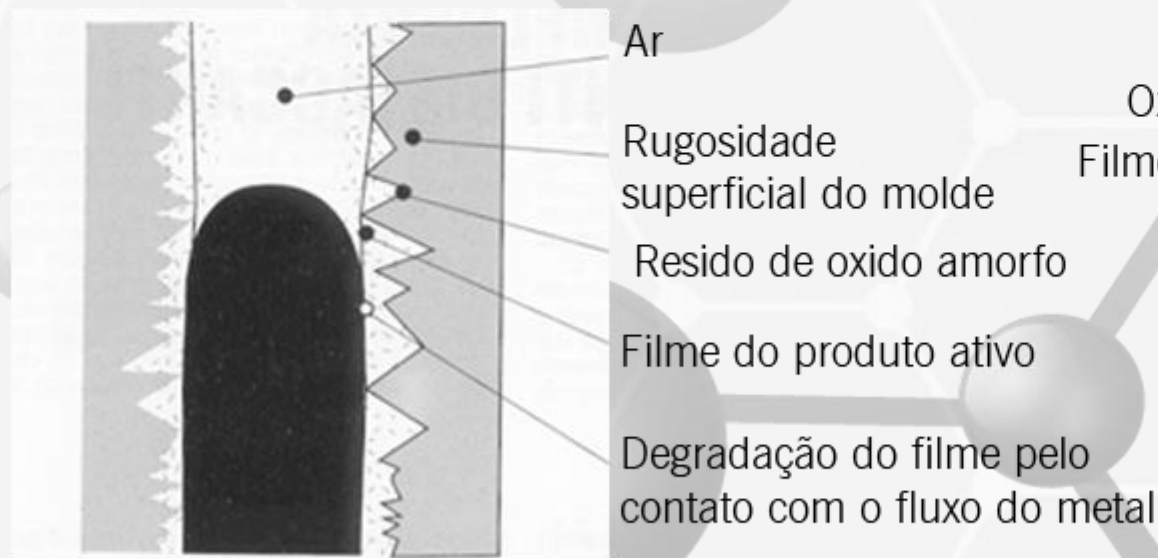 Ar
Rugosidade
superficial do molde
Resido de oxido amorfo
Filme do produto ativo
Degradação do filme pelo
contato com o fluxo do metal